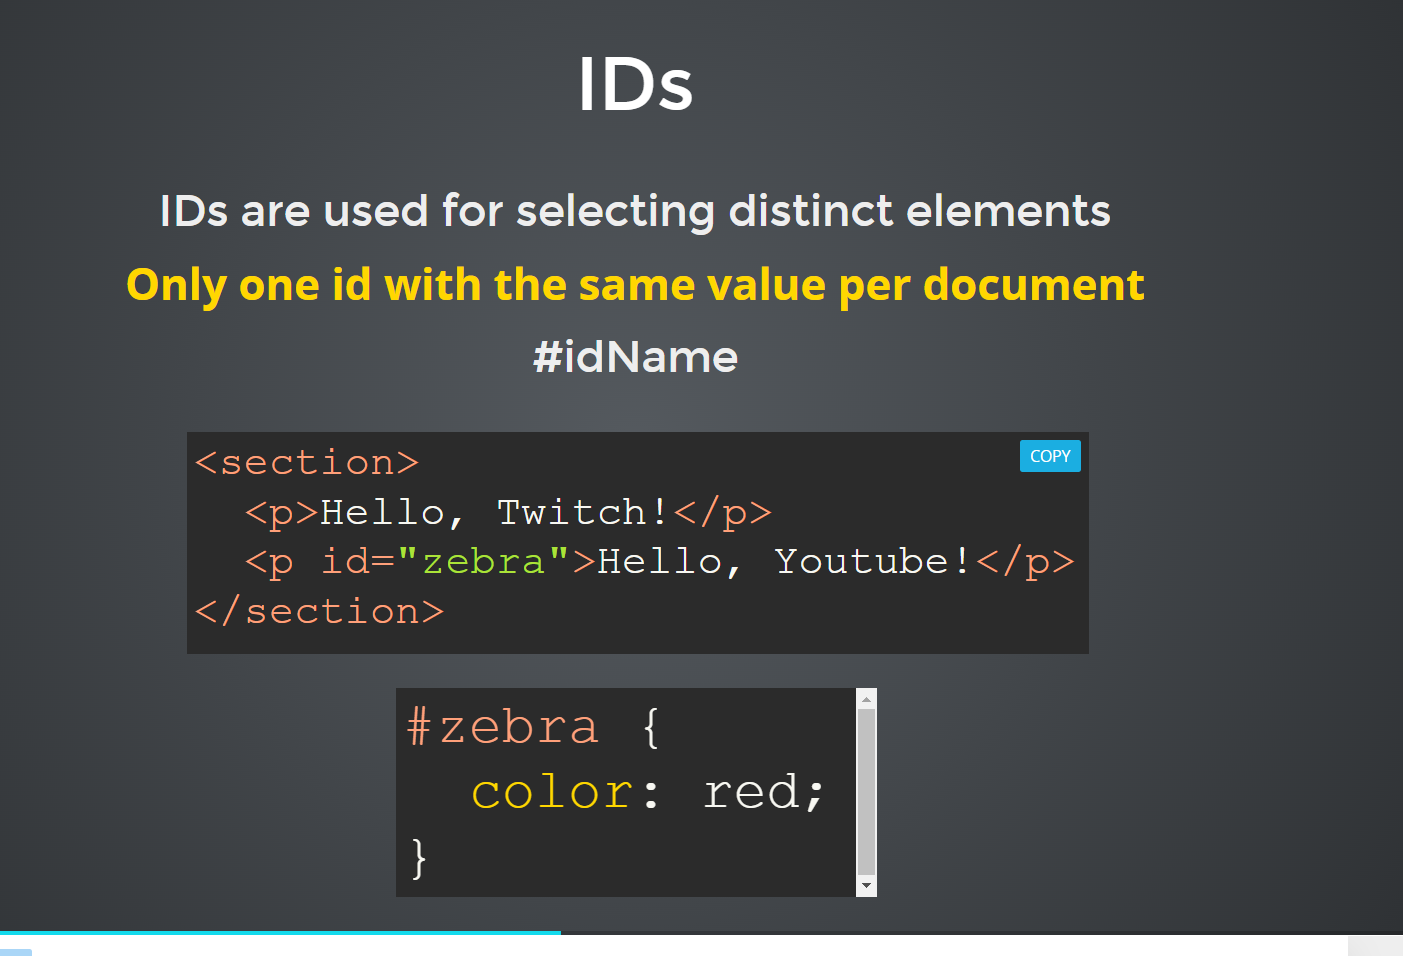 IDs
IDs are used for selecting distinct elements
Only one id with the same value per document
#idName
COPY
<section>
  <p>Hello, Twitch!</p>
  <p id="zebra">Hello, Youtube!</p>
</section>
#zebra {
  color: red;
}